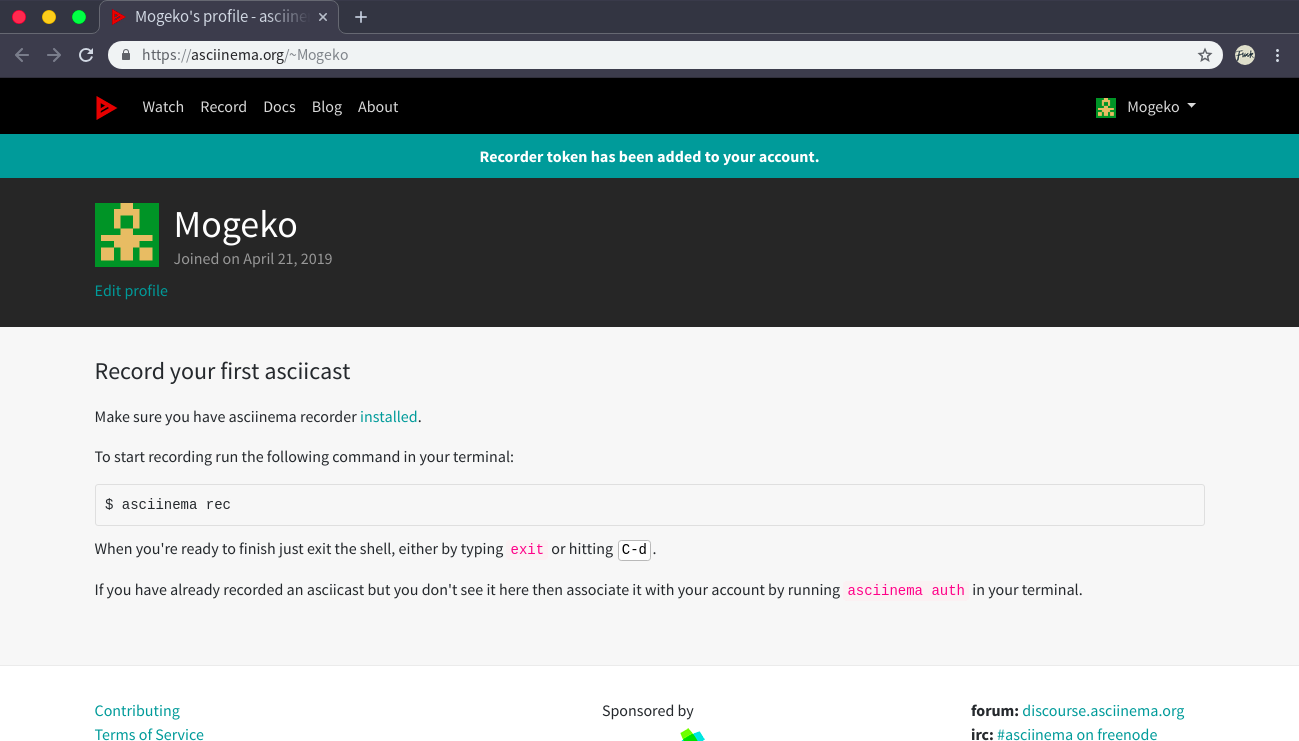 Mogeko's profile - asciine
https://asciinema.org/~Mogeko
Watch Record Docs Blog About Mogeko
Recorder token has been added to your account.
Mogeko
Joined on April 21, 2019
Edit profile
Record your first asciicast
Make sure you have asciinema recorder installed.
To start recording run the following command in your terminal:
$ asciinema rec
When you're ready to finish just exit the shell, either by typing exit or hitting C-d.
If you have already recorded an asciicast but you don't see it here then associate it with your account by running asciinema auth in your terminal.
Contributing Sponsored by forum: discourse.asciinema.org
Terms of Service irc: #asciinema on freenode